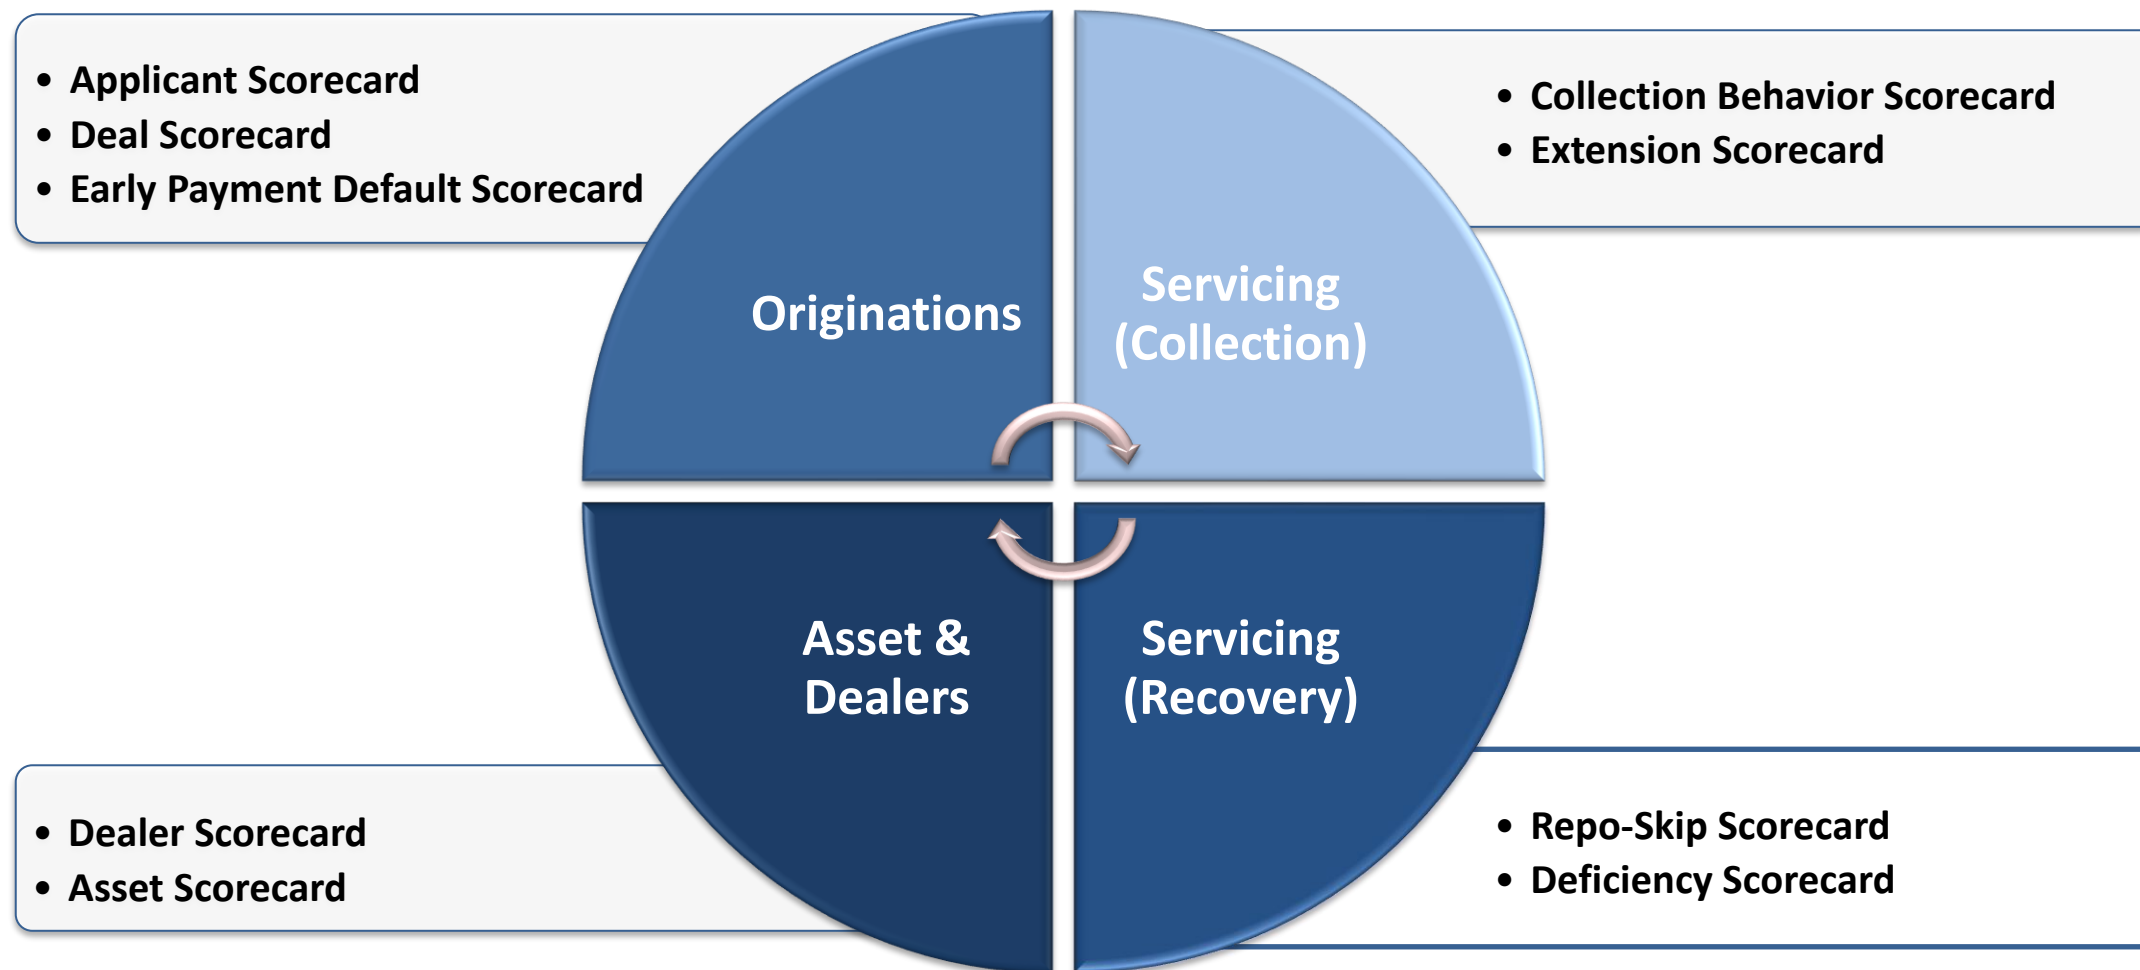 • Applicant Scorecard
• Deal Scorecard
• Early Payment Default Scorecard
• Collection Behavior Scorecard
• Extension Scorecard
Originations
Servicing
(Collection)
Asset &
Dealers
Servicing
(Recovery)
• Dealer Scorecard
• Asset Scorecard
• Repo-Skip Scorecard
• Deficiency Scorecard